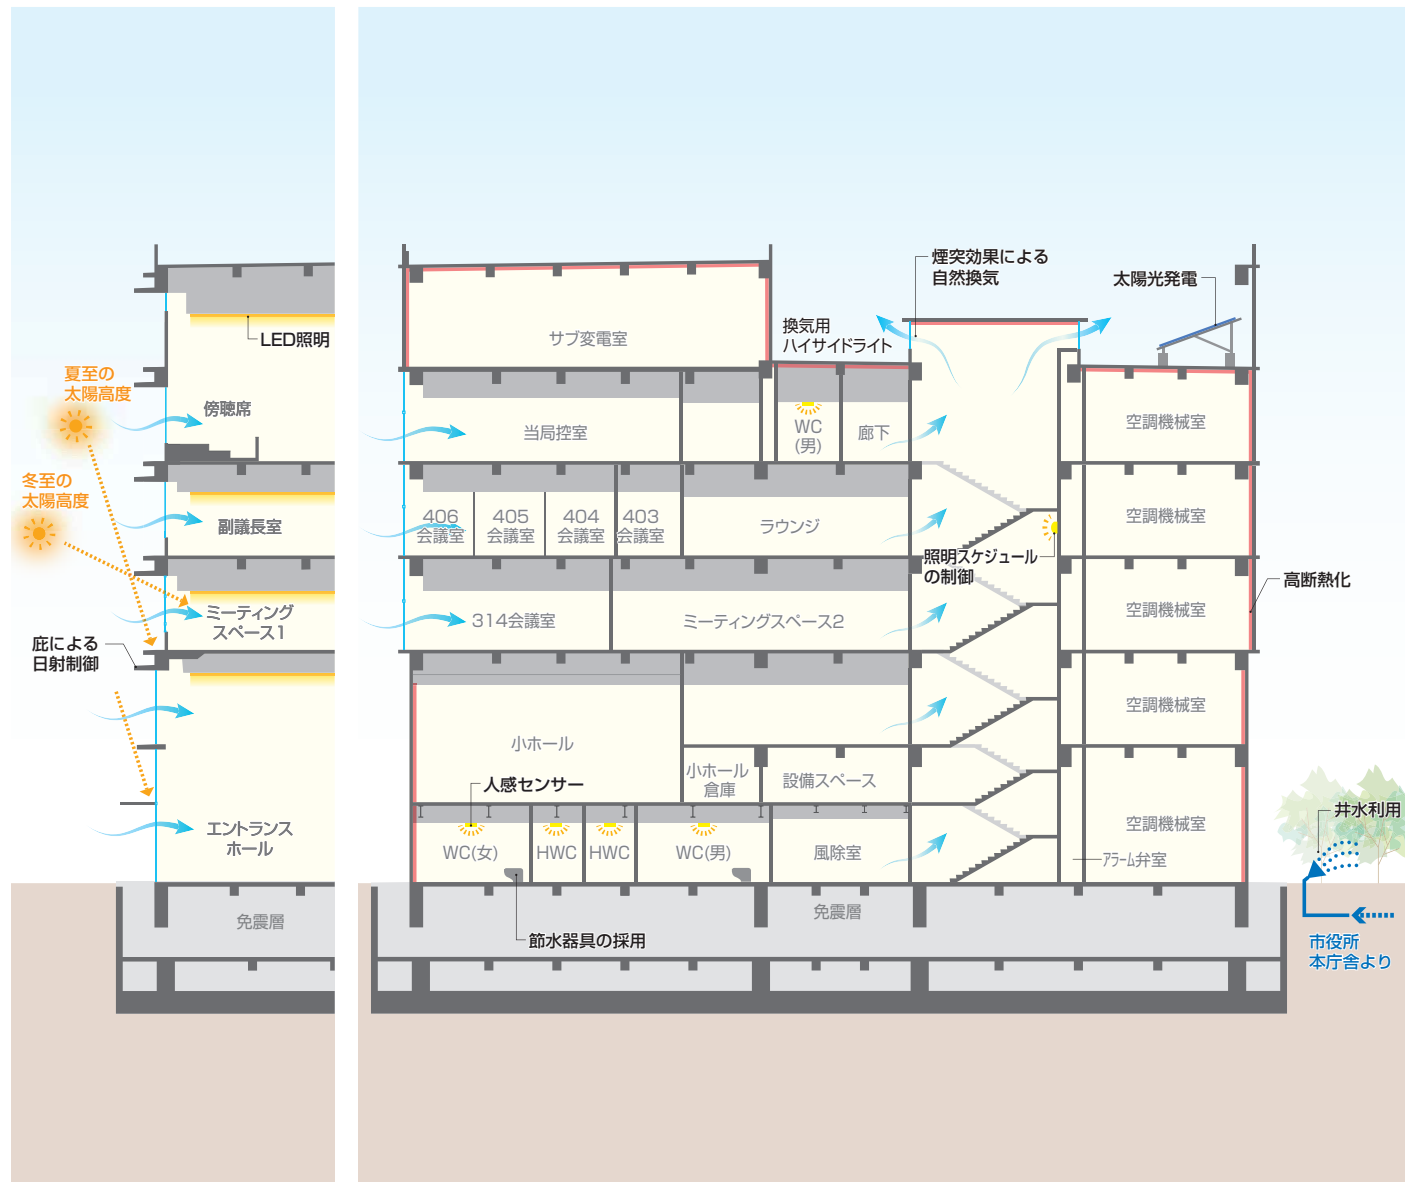 LED照明
夏至の
太陽高度
傍聴席
冬至の
太陽高度
副議長室
ミーティング
スペース1
庇による
日射制御
エントランス
ホール
免震層
煙突効果による
自然換気
太陽光発電
サブ変電室
換気用
ハイサイドライト
当局控室
WC
(男)
廊下
空調機械室
406
会議室
405
会議室
404
会議室
403
会議室
ラウンジ
空調機械室
照明スケジュール
の制御
高断熱化
314会議室
ミーティングスペース2
空調機械室
空調機械室
小ホール
小ホール
倉庫
設備スペース
人感センサー
WC(女)
HWC
HWC
WC(男)
風除室
空調機械室
アラーム弁室
井水利用
免震層
節水器具の採用
市役所
本庁舎より